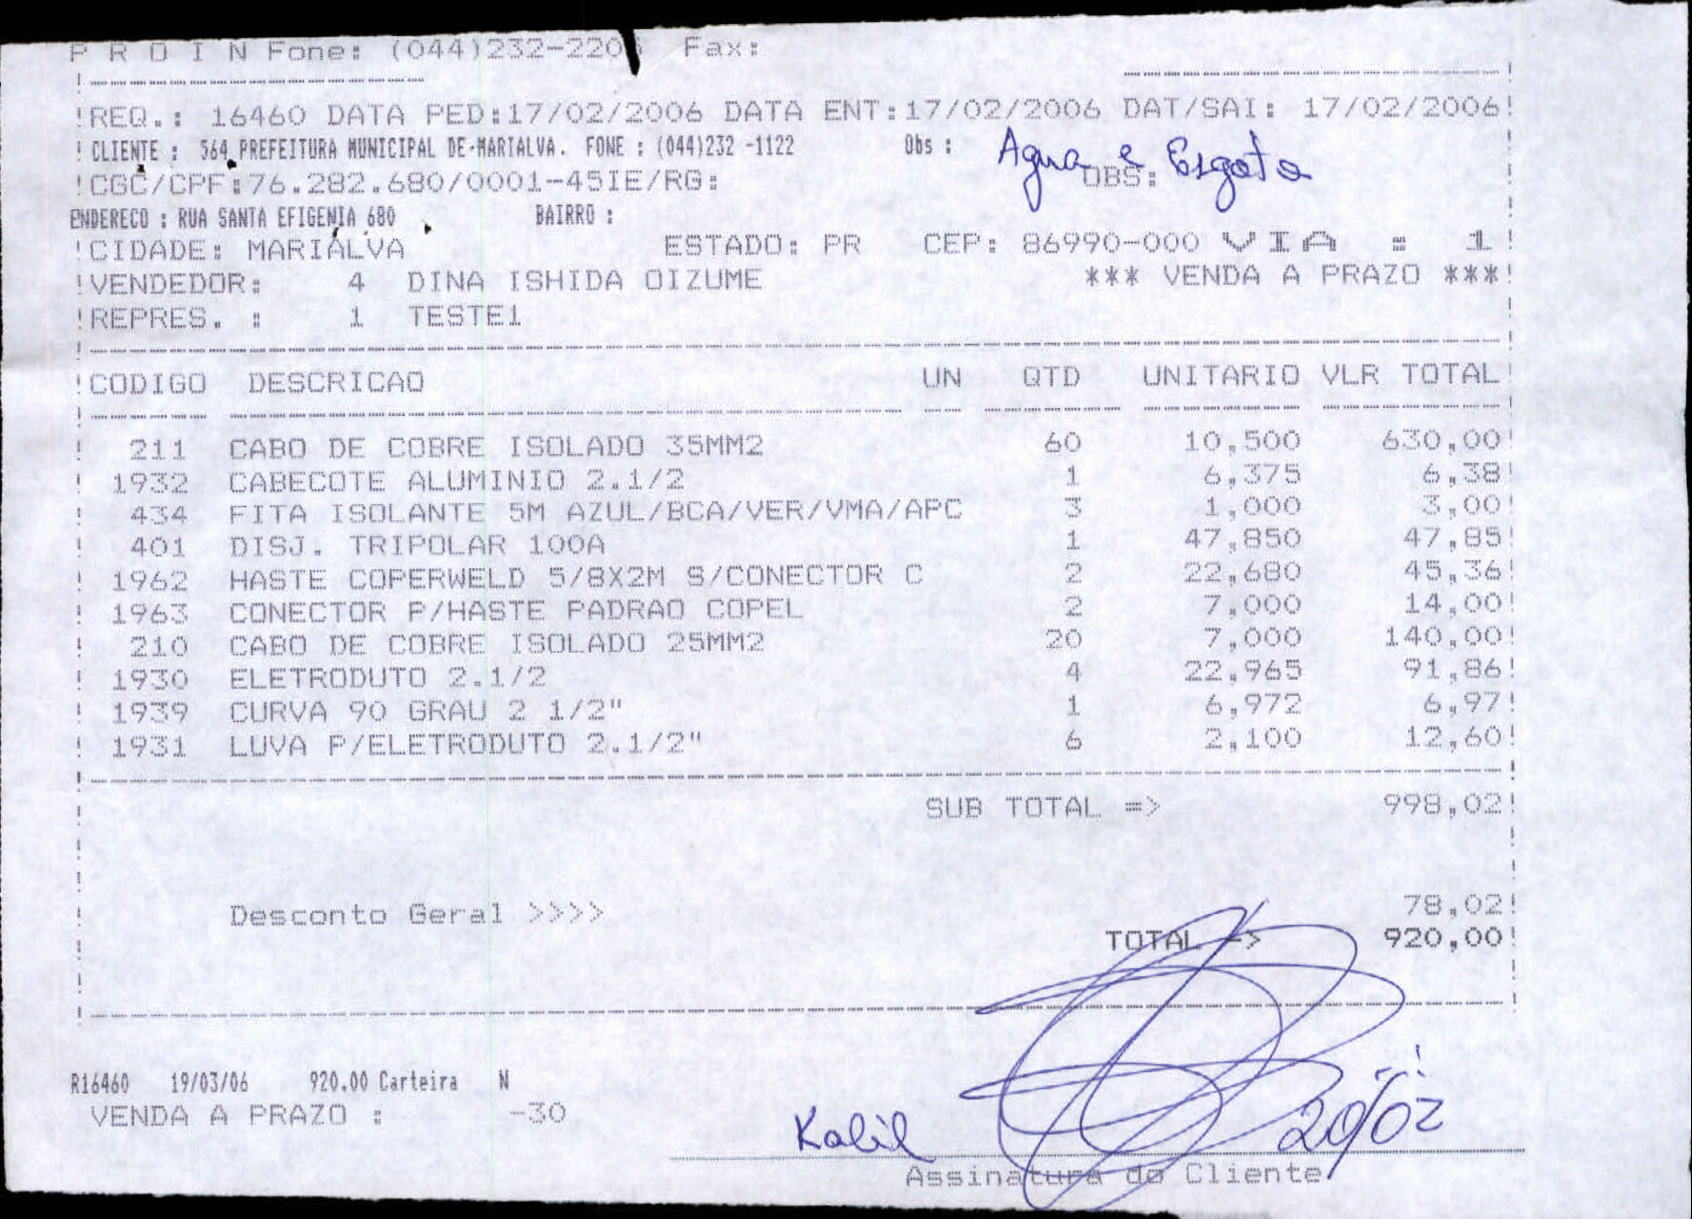 P R O I N Fone: (044)232-220 Fax:
!REQ.: 16460 DATA PED:17/02/2006 DATA ENT:17/02/2006 DAT/SAI: 17/02/2006!
! CLIENTE : 564 PREFEITURA MUNICIPAL DE MARIALVA. FONE : (044)232 -1122 Obs : Agua e Esgoto
!CGC/CPF:76.282.680/0001-45IE/RG: OBS:
ENDERECO : RUA SANTA EFIGENIA 680 BAIRRO :
!CIDADE: MARIALVA ESTADO: PR CEP: 86990-000 VIA = 1!
!VENDEDOR: 4 DINA ISHIDA OIZUME *** VENDA A PRAZO ***!
!REPRES. : 1 TESTE1
!CODIGO DESCRICAO UN QTD UNITARIO VLR TOTAL!
! 211 CABO DE COBRE ISOLADO 35MM2 60 10,500 630,00!
! 1932 CABECOTE ALUMINIO 2.1/2 1 6,375 6,38!
! 434 FITA ISOLANTE 5M AZUL/BCA/VER/VMA/APC 3 1,000 3,00!
! 401 DISJ. TRIPOLAR 100A 1 47,850 47,85!
! 1962 HASTE COPERWELD 5/8X2M S/CONECTOR C 2 22,680 45,36!
! 1963 CONECTOR P/HASTE PADRAO COPEL 2 7,000 14,00!
! 210 CABO DE COBRE ISOLADO 25MM2 20 7,000 140,00!
! 1930 ELETRODUTO 2.1/2 4 22,965 91,86!
! 1939 CURVA 90 GRAU 2 1/2" 1 6,972 6,97!
! 1931 LUVA P/ELETRODUTO 2.1/2" 6 2,100 12,60!
SUB TOTAL => 998,02!
Desconto Geral >>>> 78,02!
TOTAL => 920,00!
R16460 19/03/06 920.00 Carteira N
VENDA A PRAZO : -30
Kalil 20/02
Assinatura do Cliente